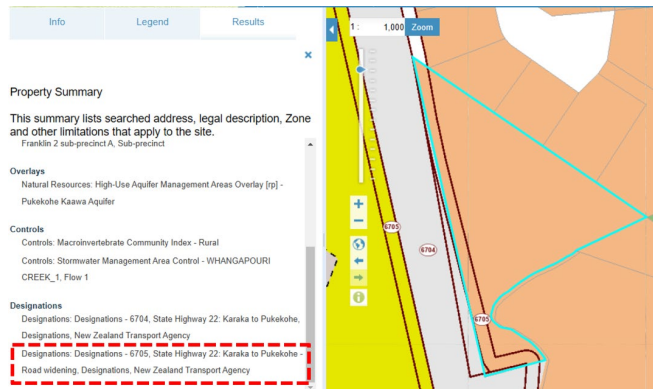 Info Legend Results
1 : 1,000 Zoom
×
Property Summary
This summary lists searched address, legal description, Zone
and other limitations that apply to the site.
Franklin 2 sub-precinct A, Sub-precinct
Overlays
Natural Resources: High-Use Aquifer Management Areas Overlay [rp] -
Pukekohe Kaawa Aquifer
Controls
Controls: Macroinvertebrate Community Index - Rural
Controls: Stormwater Management Area Control - WHANGAPOURI
CREEK_1, Flow 1
Designations
Designations: Designations - 6704, State Highway 22: Karaka to Pukekohe,
Designations, New Zealand Transport Agency
Designations: Designations - 6705, State Highway 22: Karaka to Pukekohe -
Road widening, Designations, New Zealand Transport Agency
6705
6704
6705